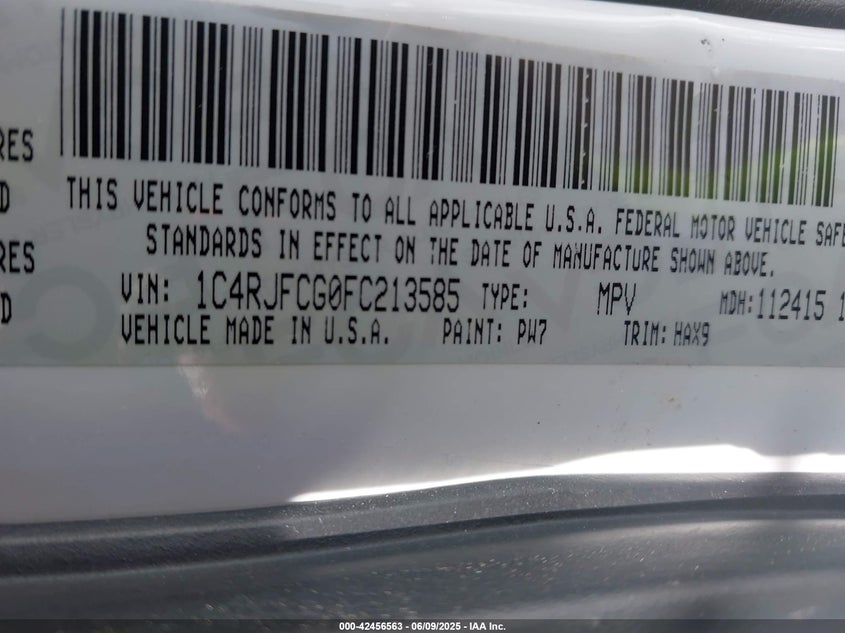 RES
D
RES
D
THIS VEHICLE CONFORMS TO ALL APPLICABLE U.S.A. FEDERAL MOTOR VEHICLE SAFE
STANDARDS IN EFFECT ON THE DATE OF MANUFACTURE SHOWN ABOVE.
VIN: 1C4RJFCG0FC213585 TYPE: MPV MDH:112415 1
VEHICLE MADE IN U.S.A. PAINT: PW7 TRIM: HAX9
000-42456563 | 06/09/2025 - IAA Inc.